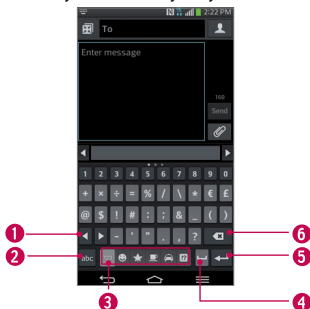 2:22 PM
To
Enter message
160
Send
1 2 3 4 5 6 7 8 9 0
+ × ÷ = % / \ * € £
@ $ ! # : ; & _ ( )
- ' " . , ?
abc
1
2
3
4
5
6